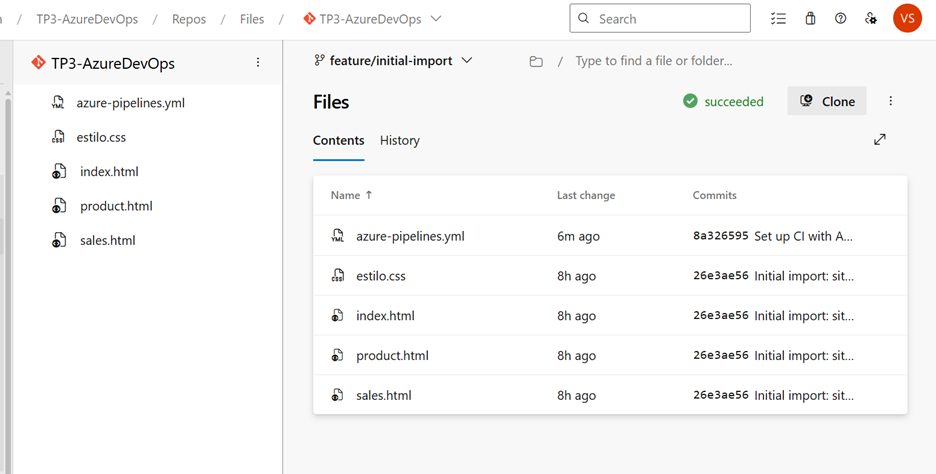 / TP3-AzureDevOps / Repos / Files / TP3-AzureDevOps Search VS
TP3-AzureDevOps
azure-pipelines.yml
estilo.css
index.html
product.html
sales.html
feature/initial-import / Type to find a file or folder...
Files succeeded Clone
Contents History
Name ↑ Last change Commits
YML azure-pipelines.yml 6m ago 8a326595 Set up CI with A...
CSS estilo.css 8h ago 26e3ae56 Initial import: sit...
index.html 8h ago 26e3ae56 Initial import: sit...
product.html 8h ago 26e3ae56 Initial import: sit...
sales.html 8h ago 26e3ae56 Initial import: sit...